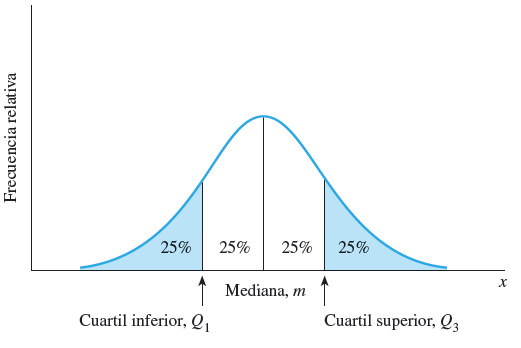 Frecuencia relativa
25% 25% 25% 25%
x
Mediana, m
Cuartil inferior, Q1 Cuartil superior, Q3